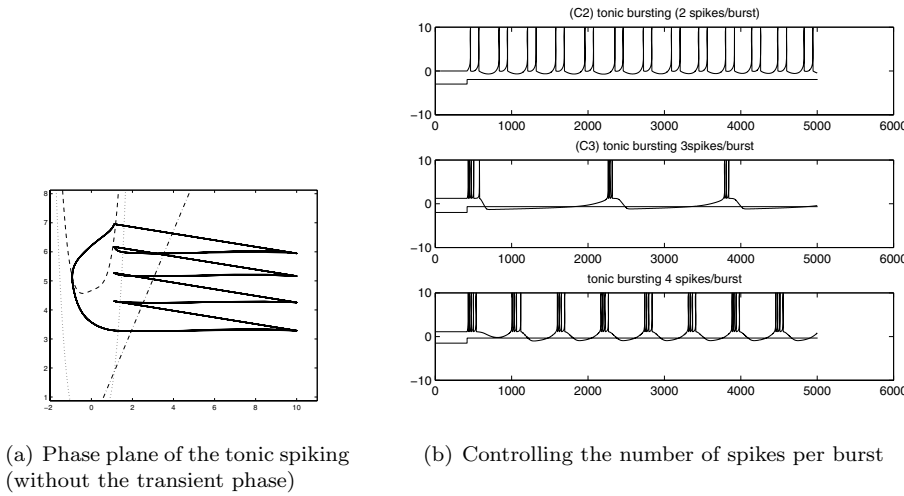 (C2) tonic bursting (2 spikes/burst)
10
0
−10
0 1000 2000 3000 4000 5000 6000
(C3) tonic bursting 3spikes/burst
10
0
−10
0 1000 2000 3000 4000 5000 6000
tonic bursting 4 spikes/burst
10
0
−10
0 1000 2000 3000 4000 5000 6000
8
7
6
5
4
3
2
1
−2 0 2 4 6 8 10
(a) Phase plane of the tonic spiking
(without the transient phase)
(b) Controlling the number of spikes per burst